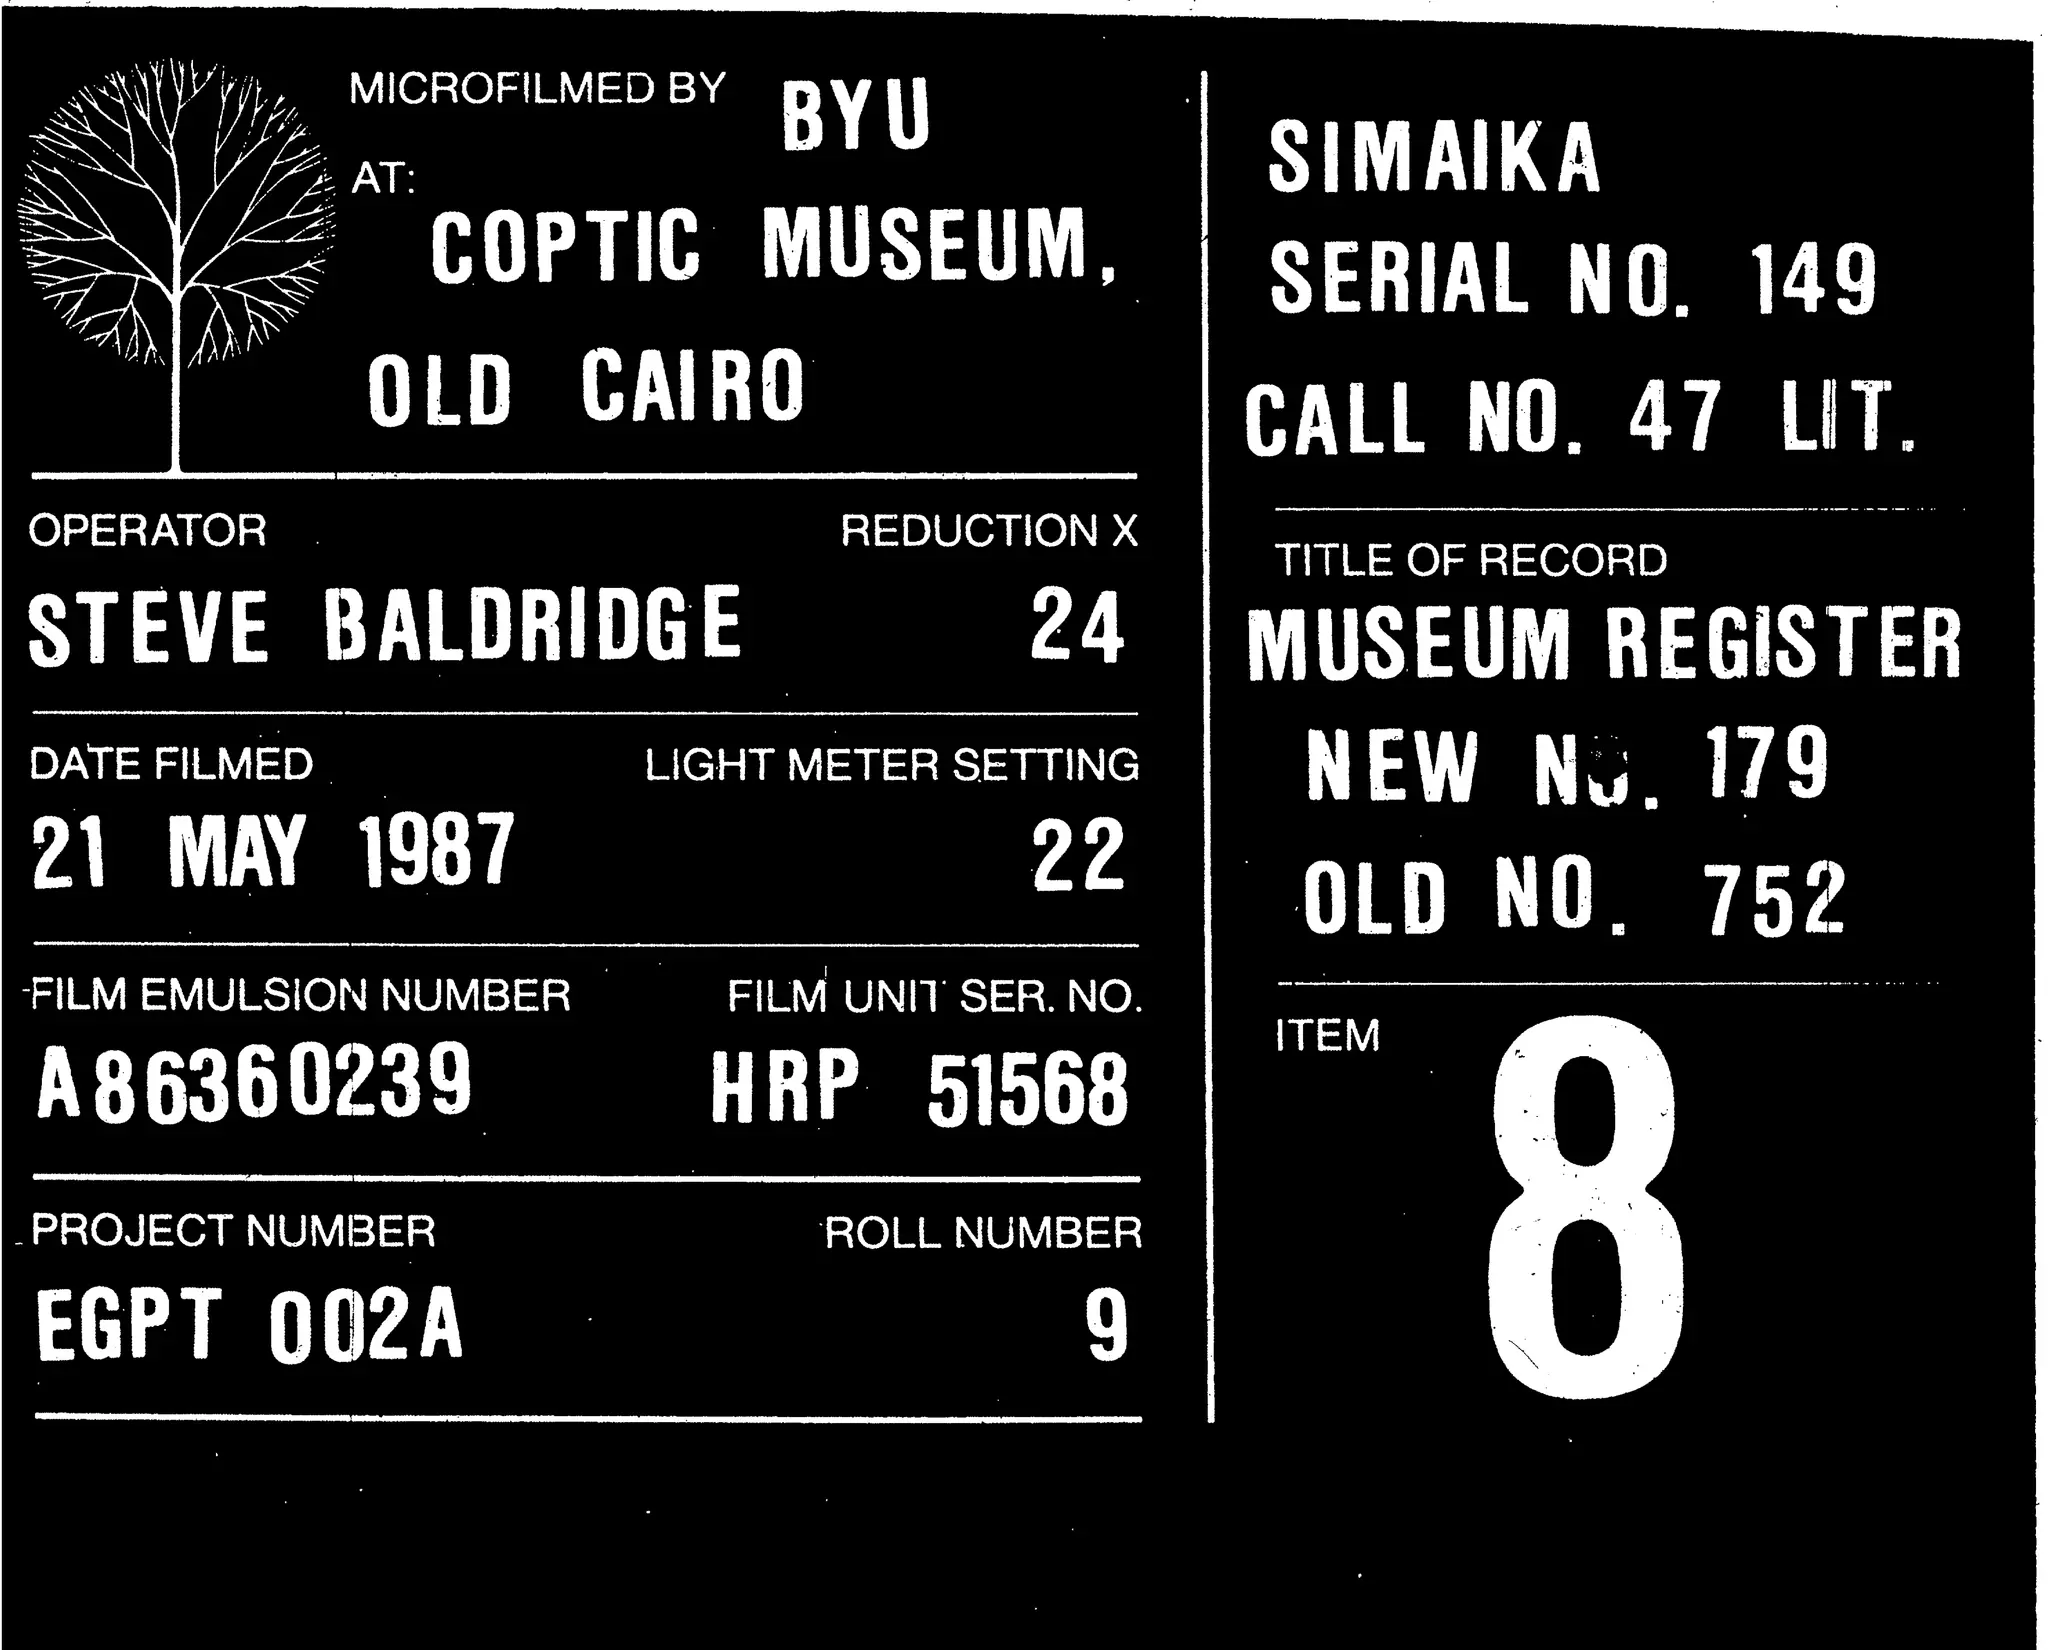 MICROFILMED BY BYU
AT:
COPTIC MUSEUM,
OLD CAIRO
OPERATOR REDUCTION X
STEVE BALDRIDGE 24
DATE FILMED LIGHT METER SETTING
21 MAY 1987 22
FILM EMULSION NUMBER FILM UNIT SER. NO.
A86360239 HRP 51568
PROJECT NUMBER ROLL NUMBER
EGPT 002A 9
SIMAIKA
SERIAL NO. 149
CALL NO. 47 LIT.
TITLE OF RECORD
MUSEUM REGISTER
NEW NO. 179
OLD NO. 752
ITEM
8